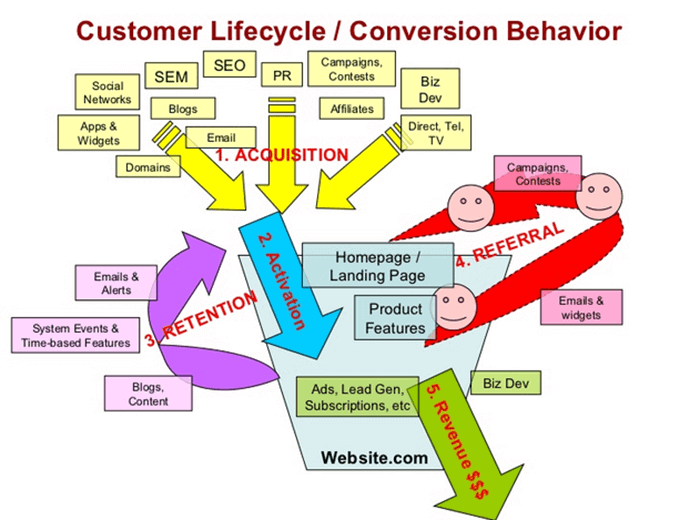 Customer Lifecycle / Conversion Behavior
Social
Networks
SEM
SEO
PR
Campaigns,
Contests
Biz
Dev
Blogs
Affiliates
Apps &
Widgets
Email
Direct, Tel,
TV
Domains
1. ACQUISITION
Campaigns,
Contests
2. Activation
Homepage /
Landing Page
4. REFERRAL
Emails &
Alerts
Product
Features
Emails &
widgets
System Events &
Time-based Features
3. RETENTION
Blogs,
Content
Ads, Lead Gen,
Subscriptions, etc
Biz Dev
5. Revenue $$$
Website.com